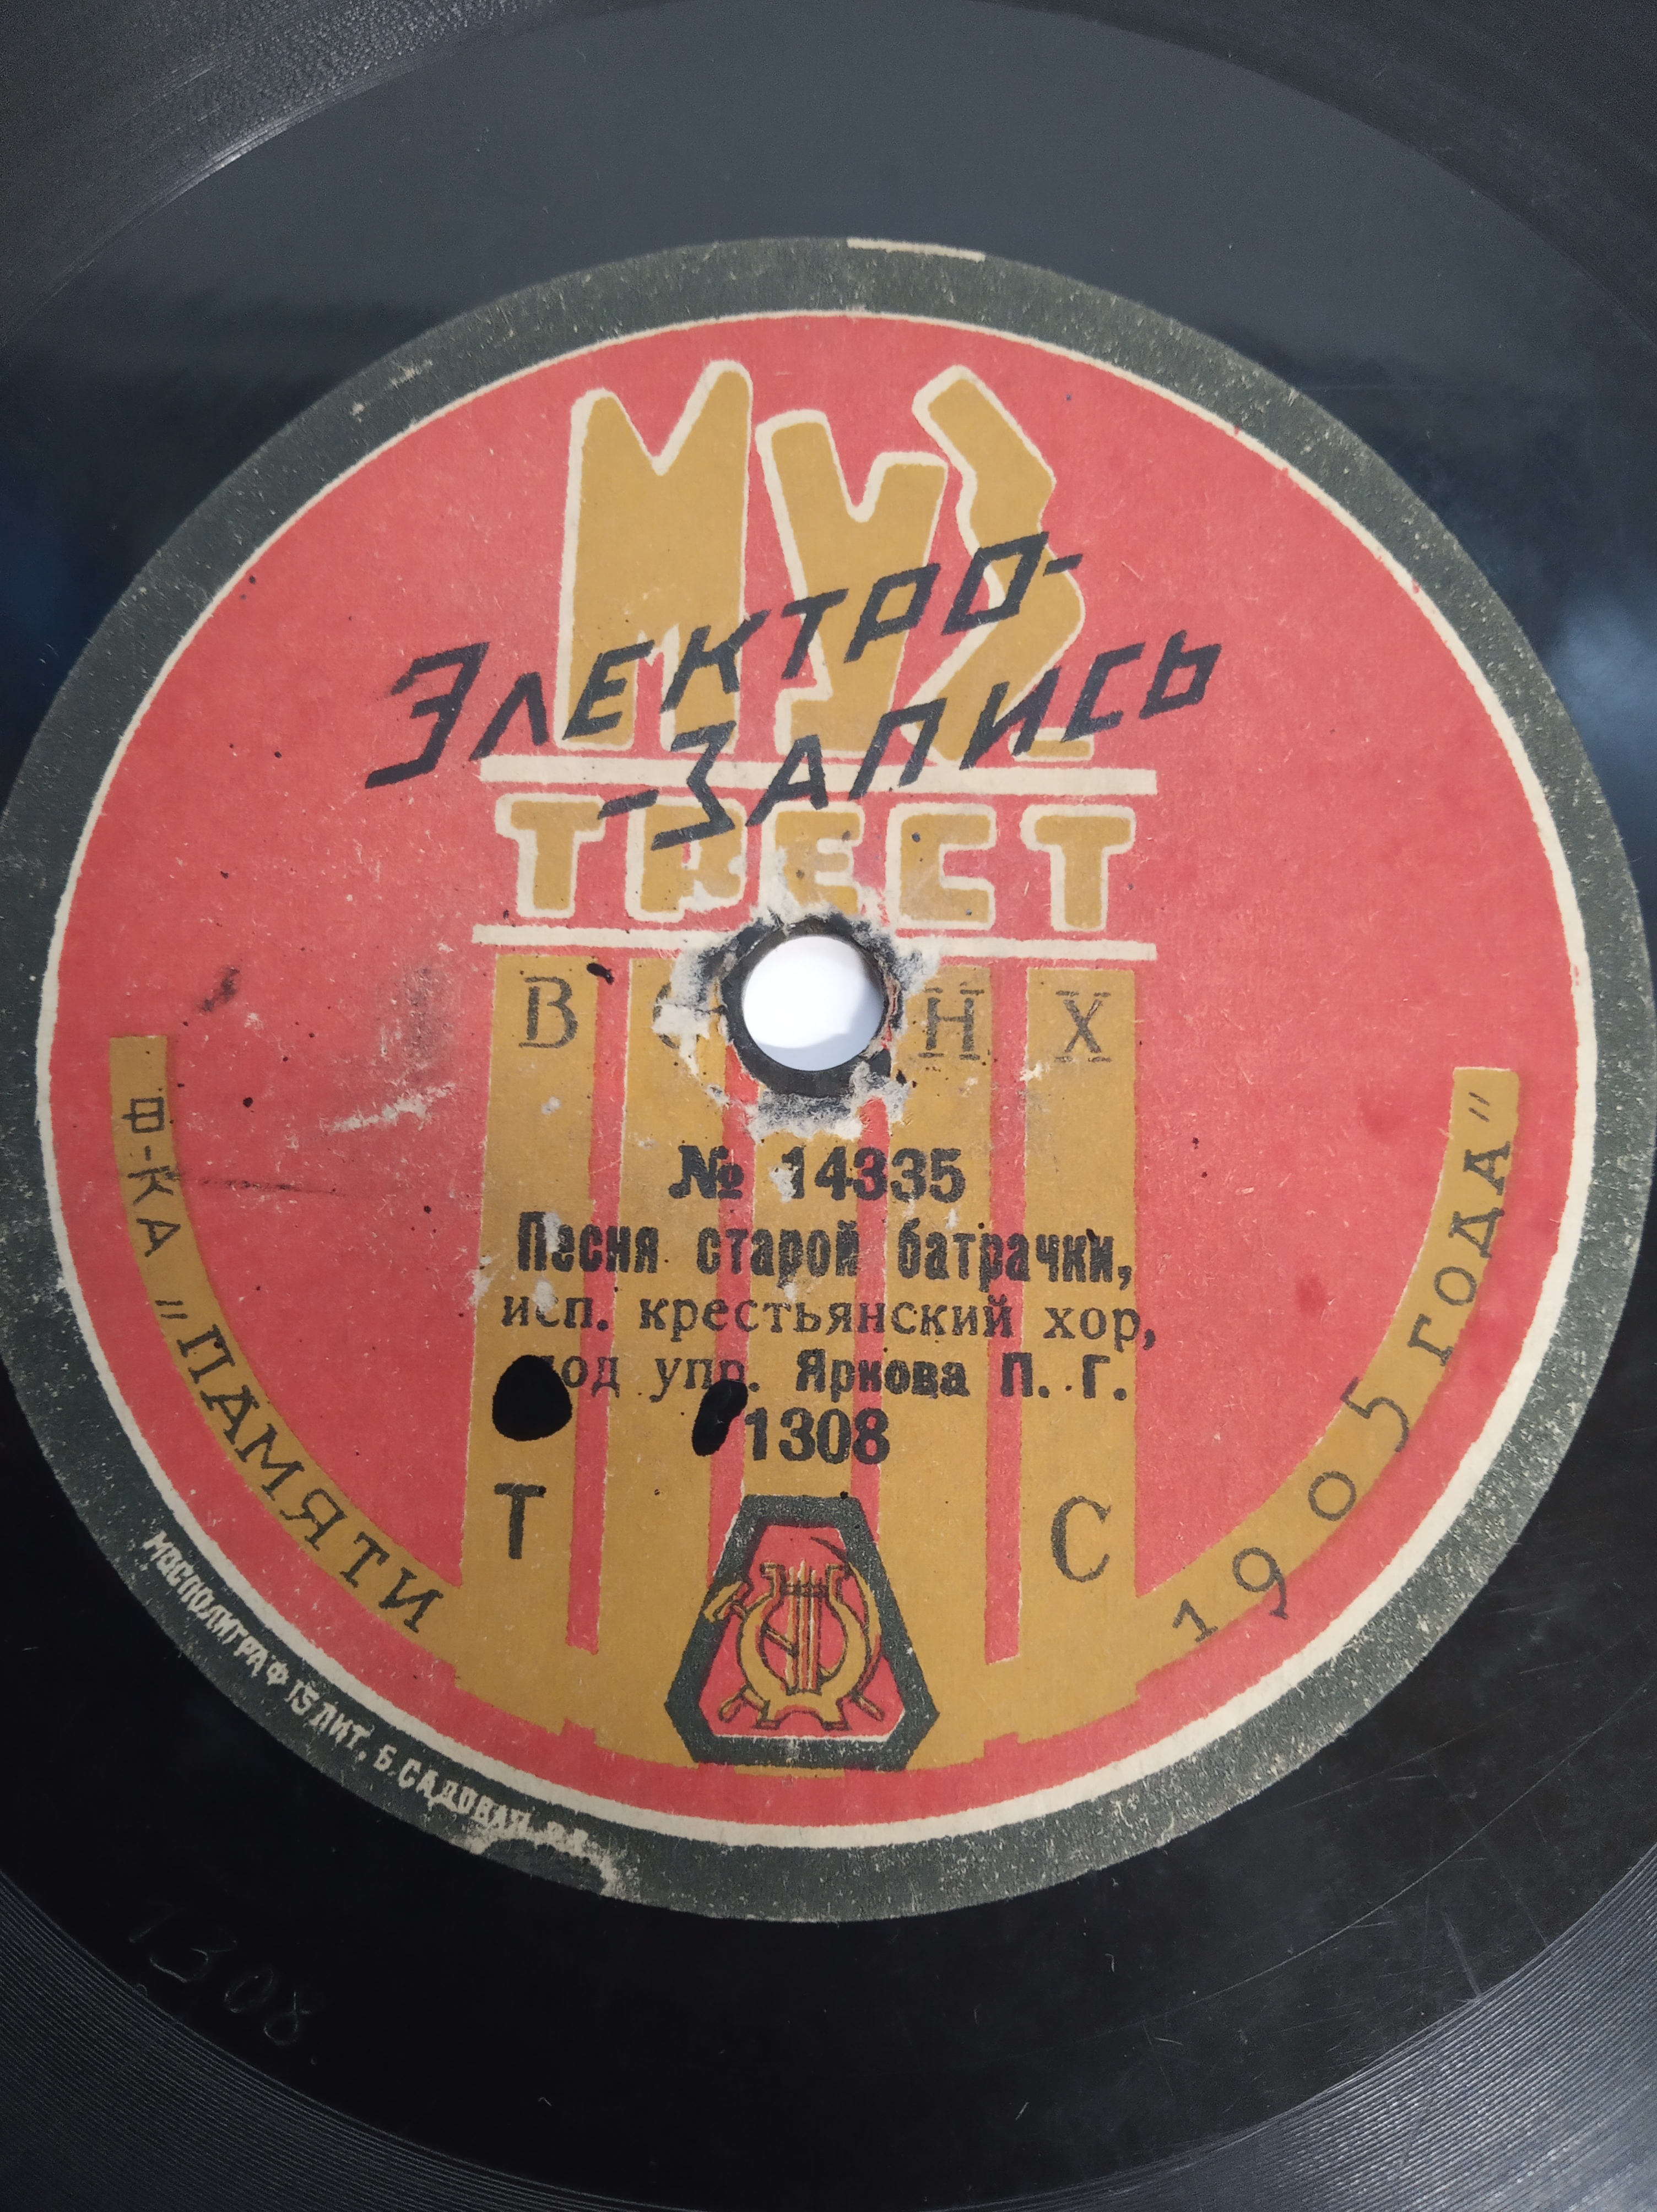 МУЗ
ЭЛЕКТРО-
-ЗАПИСЬ
ТРЕСТ
В Н Х
№ 14335
Песня старой батрачки,
исп. крестьянский хор,
под упр. Яркова П. Г.
1308
Т С
Ф-КА „ПАМЯТИ 1905 ГОДА"
МОСПОЛИГРАФ 15 ЛИТ. Б. САДОВАЯ
1308.